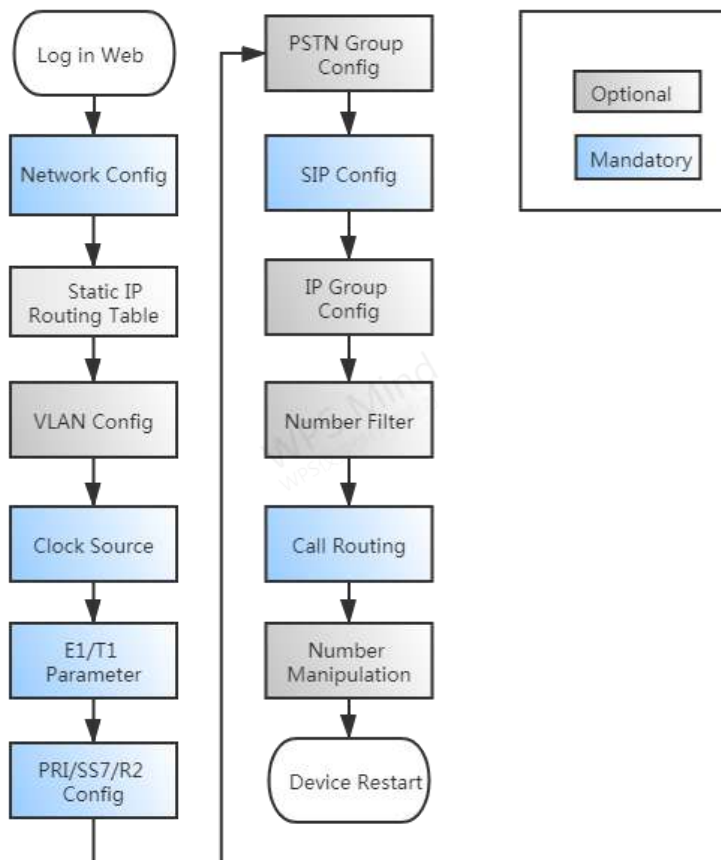 Log in Web
Network Config
Static IP
Routing Table
VLAN Config
Clock Source
E1/T1
Parameter
PRI/SS7/R2
Config
PSTN Group
Config
SIP Config
IP Group
Config
Number Filter
Call Routing
Number
Manipulation
Device Restart
Optional
Mandatory
WPS Mind